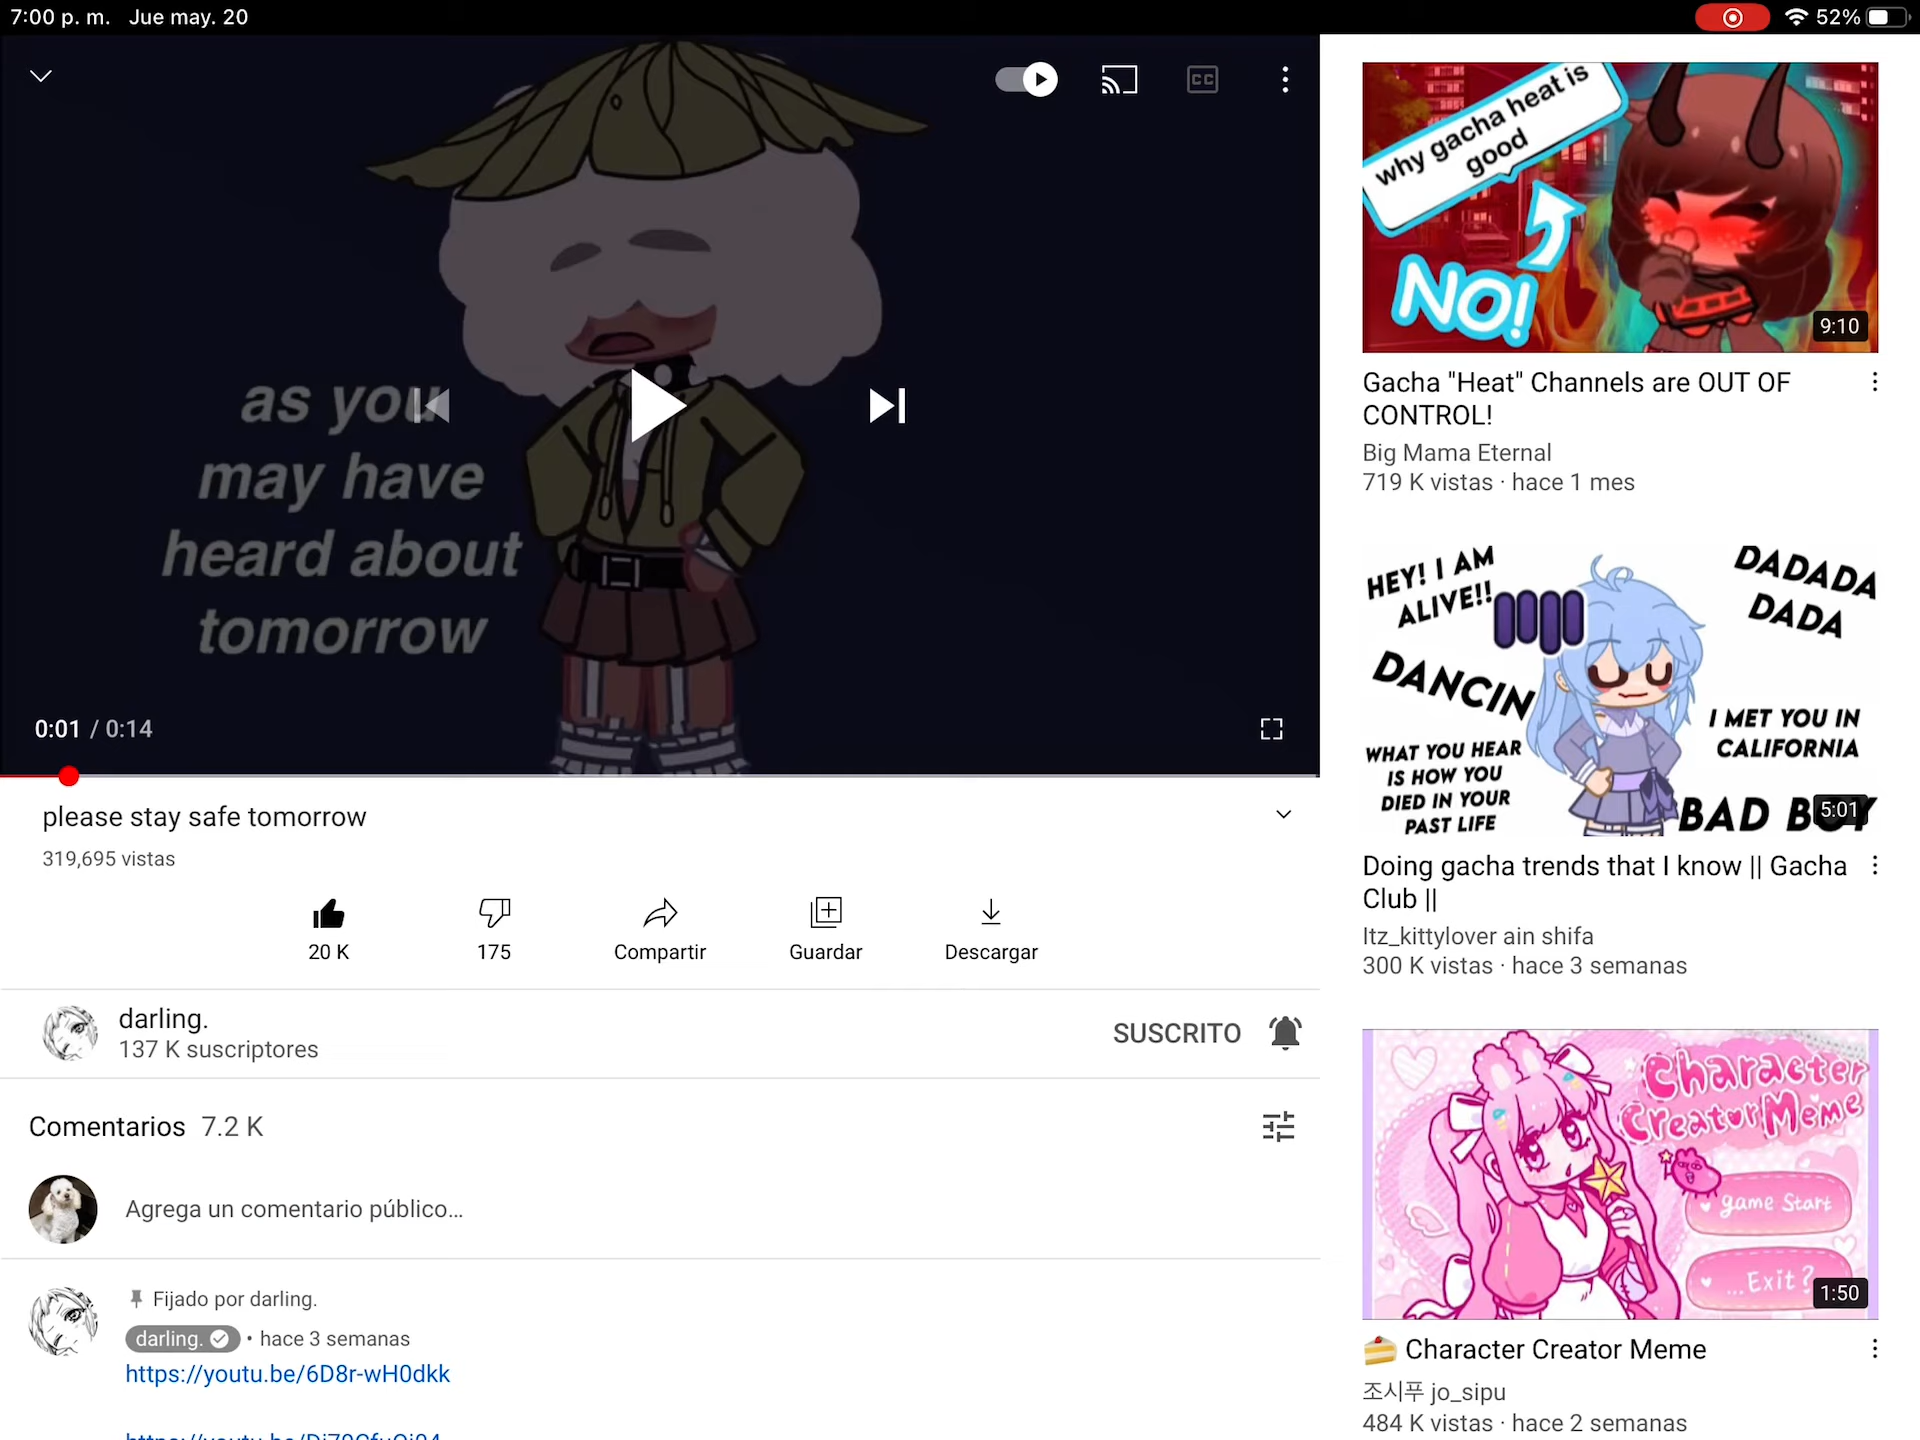 7:00 p. m. Jue may. 20
52%
CC
as you
may have
heard about
tomorrow
0:01 / 0:14
please stay safe tomorrow
319,695 vistas
20 K
175
Compartir
Guardar
Descargar
darling.
137 K suscriptores
SUSCRITO
Comentarios 7.2 K
Agrega un comentario público...
Fijado por darling.
darling. • hace 3 semanas
https://youtu.be/6D8r-wH0dkk
why gacha heat is
good
NO!
9:10
Gacha "Heat" Channels are OUT OF
CONTROL!
Big Mama Eternal
719 K vistas · hace 1 mes
HEY! I AM
ALIVE!!
DADADA
DADA
DANCIN
I MET YOU IN
CALIFORNIA
WHAT YOU HEAR
IS HOW YOU
DIED IN YOUR
PAST LIFE
BAD BOY
5:01
Doing gacha trends that I know || Gacha
Club ||
Itz_kittylover ain shifa
300 K vistas · hace 3 semanas
Character
Creator Meme
game Start
...Exit?
1:50
🍰 Character Creator Meme
조시푸 jo_sipu
484 K vistas · hace 2 semanas